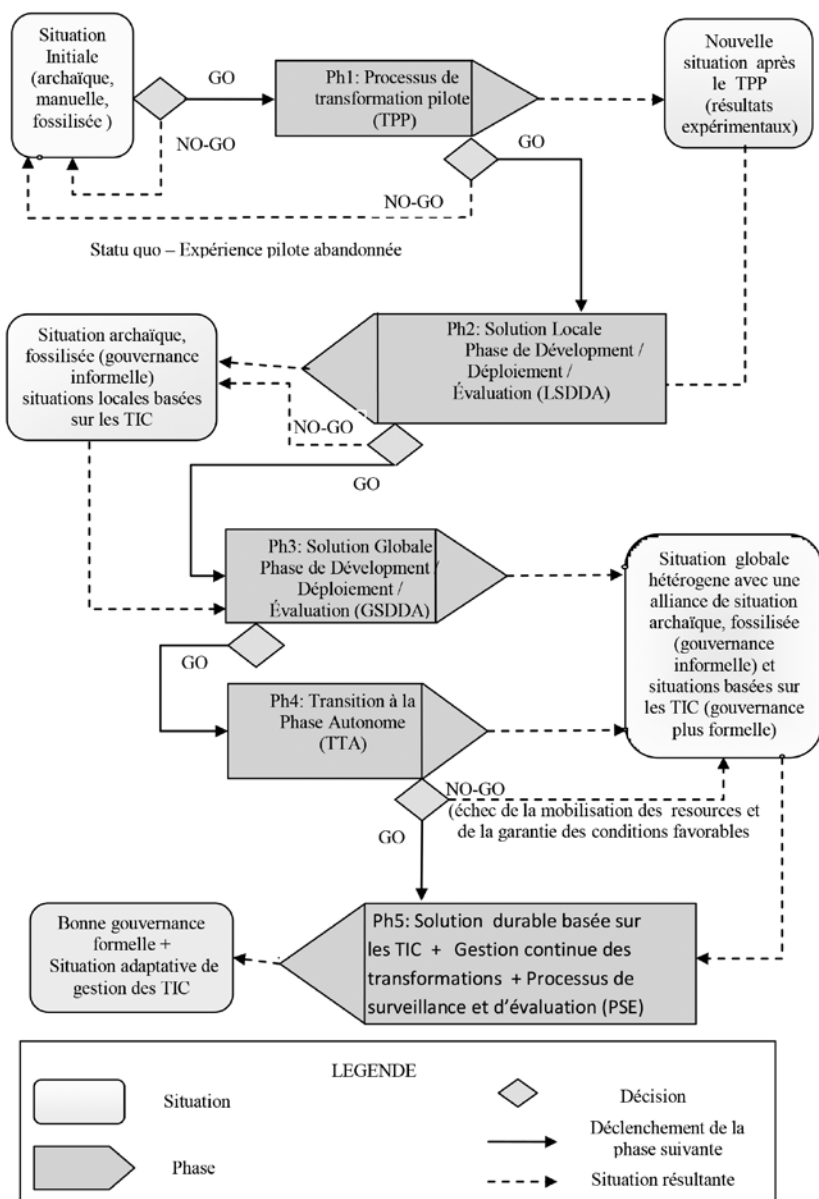 Situation
Initiale
(archaïque,
manuelle,
fossilisée )
GO
NO-GO
Ph1: Processus de
transformation pilote
(TPP)
Nouvelle
situation après
le TPP
(résultats
expérimentaux)
GO
NO-GO
Statu quo – Expérience pilote abandonnée
Situation archaïque,
fossilisée (gouvernance
informelle)
situations locales basées
sur les TIC
Ph2: Solution Locale
Phase de Dévelopment /
Déploiement /
Évaluation (LSDDA)
NO-GO
GO
Ph3: Solution Globale
Phase de Dévelopment /
Déploiement /
Évaluation (GSDDA)
Situation globale
hétérogene avec une
alliance de situation
archaïque, fossilisée
(gouvernance
informelle) et
situations basées sur
les TIC (gouvernance
plus formelle)
GO
Ph4: Transition à la
Phase Autonome
(TTA)
NO-GO
(échec de la mobilisation des resources et
de la garantie des conditions favorables
GO
Bonne gouvernance
formelle +
Situation adaptative de
gestion des TIC
Ph5: Solution durable basée sur
les TIC + Gestion continue des
transformations + Processus de
surveillance et d’évaluation (PSE)
LEGENDE
Situation
Décision
Déclenchement de la
phase suivante
Phase
Situation résultante